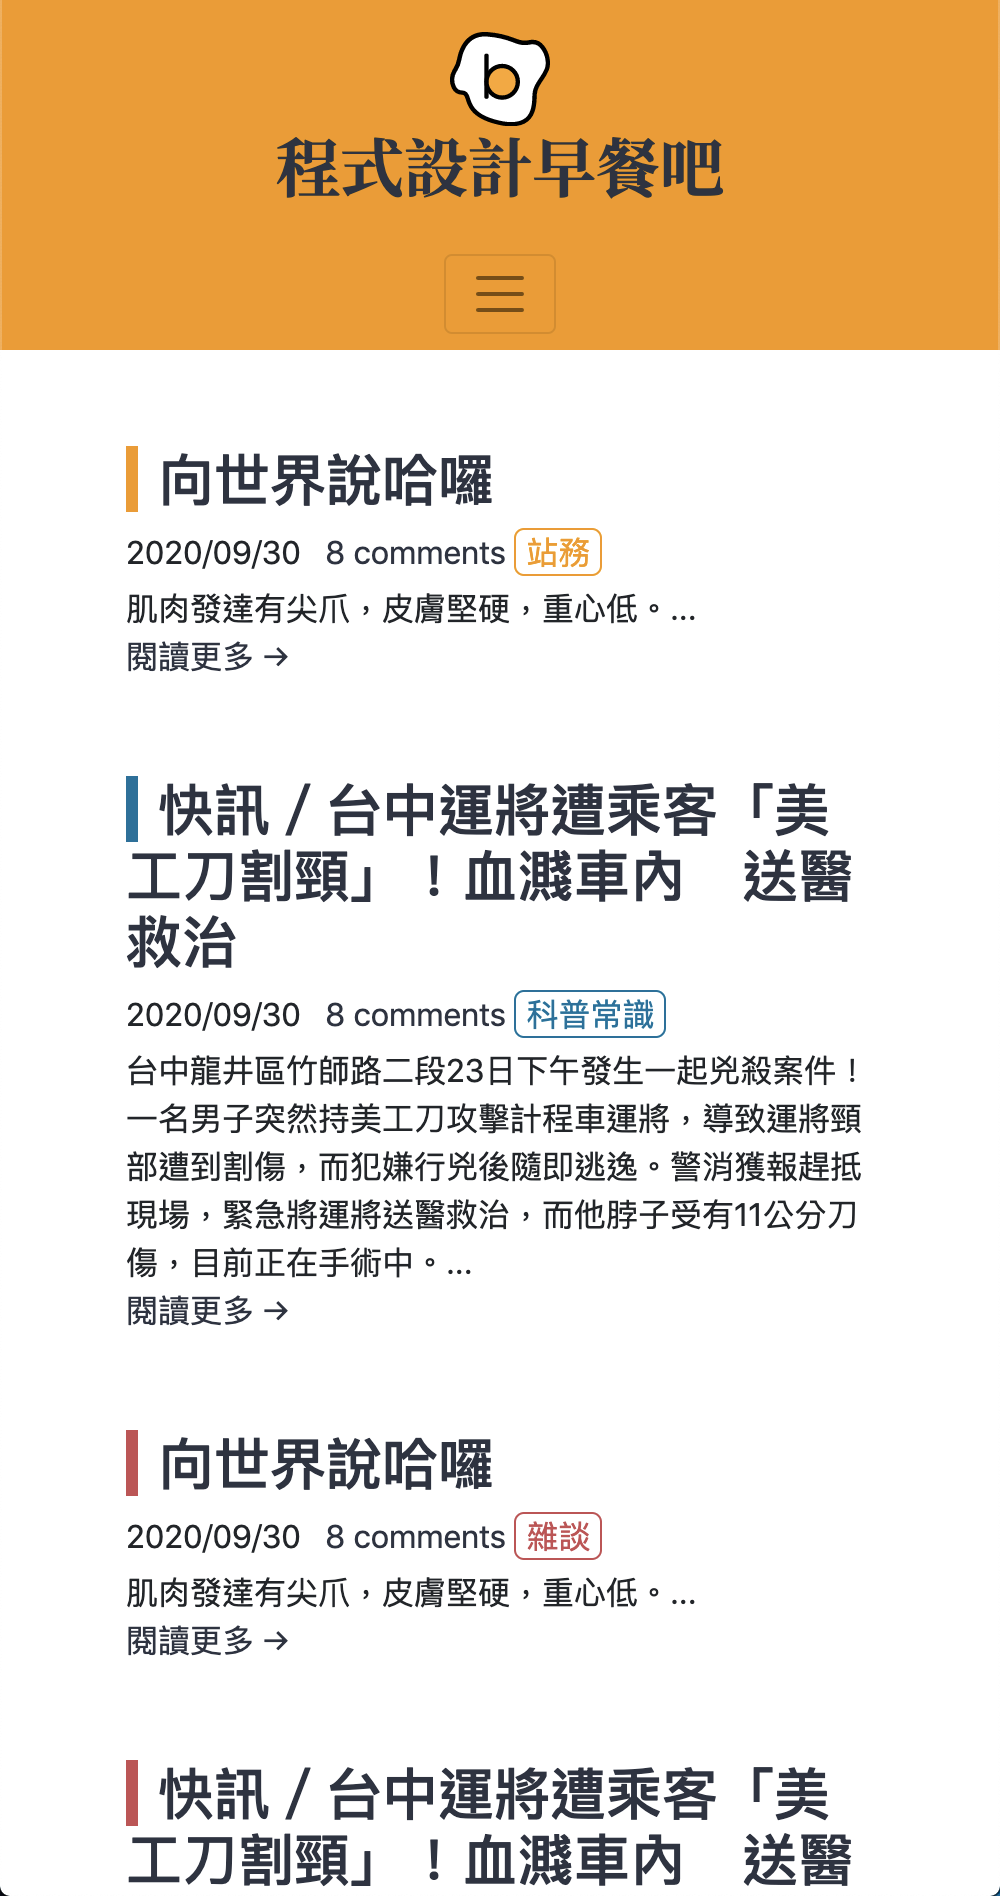 b
程式設計早餐吧
向世界說哈囉
2020/09/30 8 comments 站務
肌肉發達有尖爪，皮膚堅硬，重心低。...
閱讀更多 →
快訊／台中運將遭乘客「美
工刀割頸」！血濺車內　送醫
救治
2020/09/30 8 comments 科普常識
台中龍井區竹師路二段23日下午發生一起兇殺案件！
一名男子突然持美工刀攻擊計程車運將，導致運將頸
部遭到割傷，而犯嫌行兇後隨即逃逸。警消獲報趕抵
現場，緊急將運將送醫救治，而他脖子受有11公分刀
傷，目前正在手術中。...
閱讀更多 →
向世界說哈囉
2020/09/30 8 comments 雜談
肌肉發達有尖爪，皮膚堅硬，重心低。...
閱讀更多 →
快訊／台中運將遭乘客「美
工刀割頸」！血濺車內　送醫